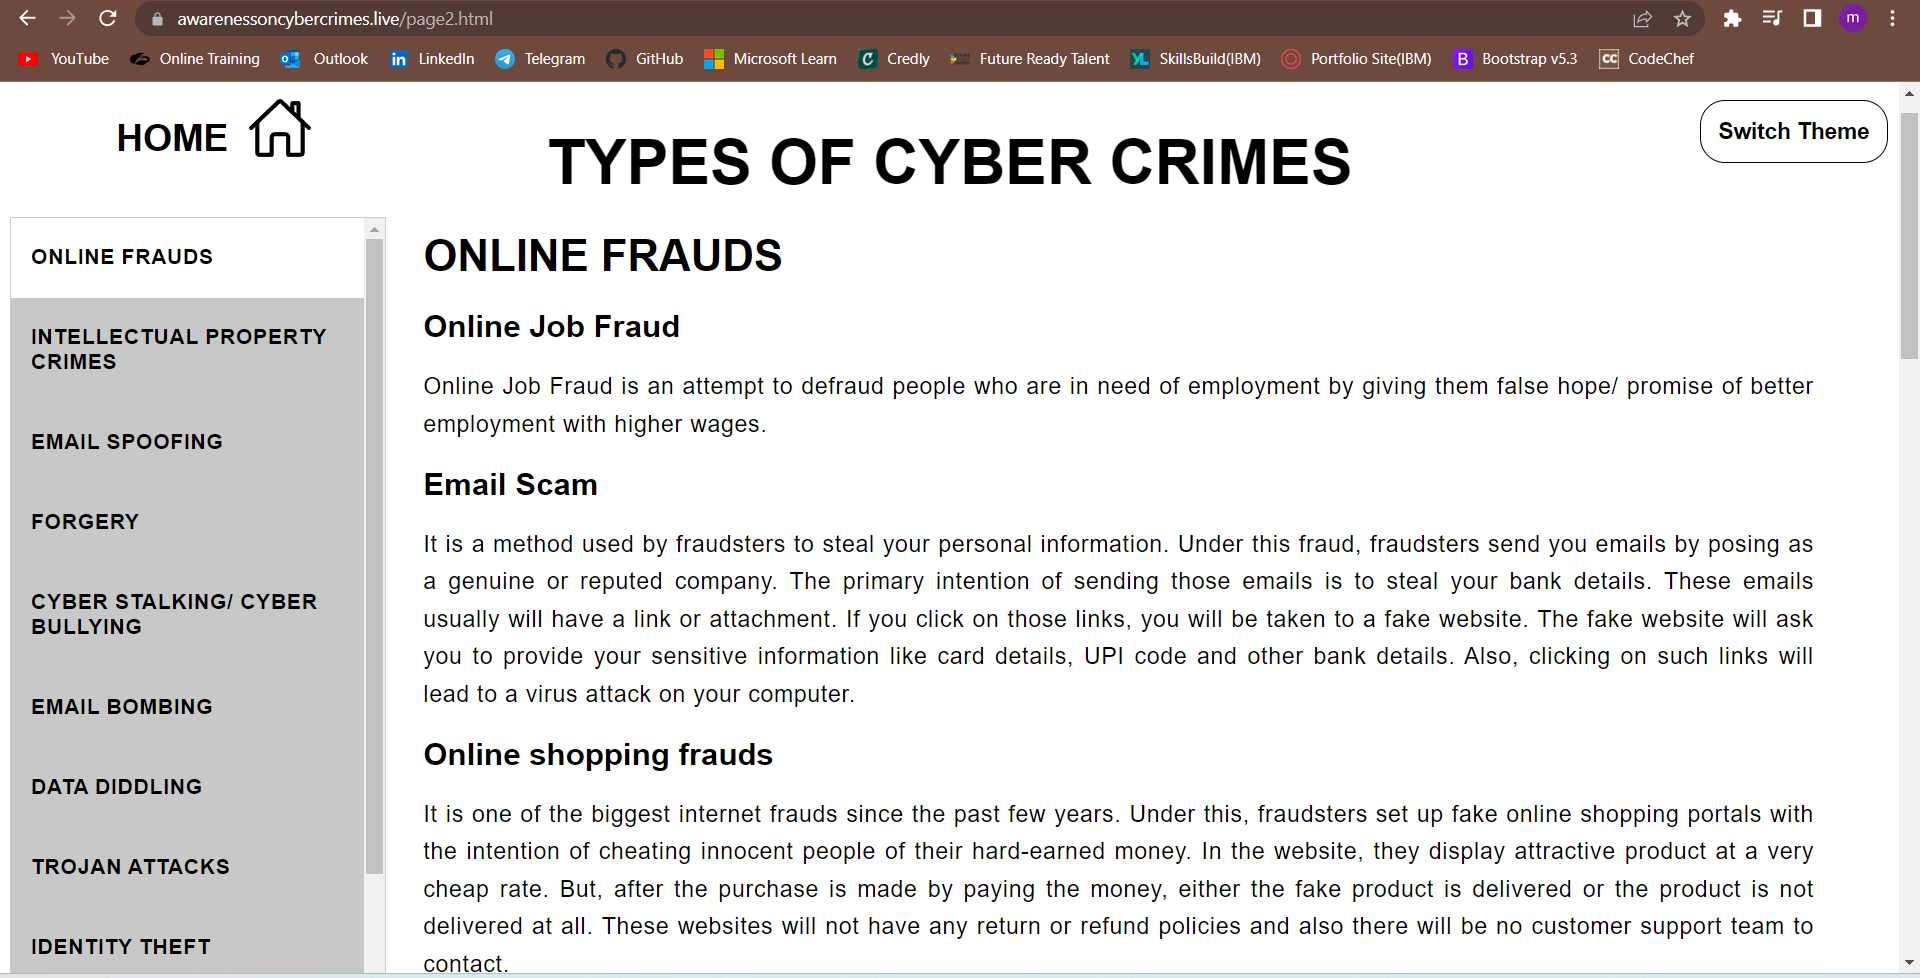 awarenessoncybercrimes.live/page2.html
m
YouTube
Online Training
Outlook
LinkedIn
Telegram
GitHub
Microsoft Learn
Credly
Future Ready Talent
SkillsBuild(IBM)
Portfolio Site(IBM)
B
Bootstrap v5.3
CC
CodeChef
HOME
TYPES OF CYBER CRIMES
Switch Theme
ONLINE FRAUDS
INTELLECTUAL PROPERTY
CRIMES
EMAIL SPOOFING
FORGERY
CYBER STALKING/ CYBER
BULLYING
EMAIL BOMBING
DATA DIDDLING
TROJAN ATTACKS
IDENTITY THEFT
ONLINE FRAUDS
Online Job Fraud
Online Job Fraud is an attempt to defraud people who are in need of employment by giving them false hope/ promise of better
employment with higher wages.
Email Scam
It is a method used by fraudsters to steal your personal information. Under this fraud, fraudsters send you emails by posing as
a genuine or reputed company. The primary intention of sending those emails is to steal your bank details. These emails
usually will have a link or attachment. If you click on those links, you will be taken to a fake website. The fake website will ask
you to provide your sensitive information like card details, UPI code and other bank details. Also, clicking on such links will
lead to a virus attack on your computer.
Online shopping frauds
It is one of the biggest internet frauds since the past few years. Under this, fraudsters set up fake online shopping portals with
the intention of cheating innocent people of their hard-earned money. In the website, they display attractive product at a very
cheap rate. But, after the purchase is made by paying the money, either the fake product is delivered or the product is not
delivered at all. These websites will not have any return or refund policies and also there will be no customer support team to
contact.